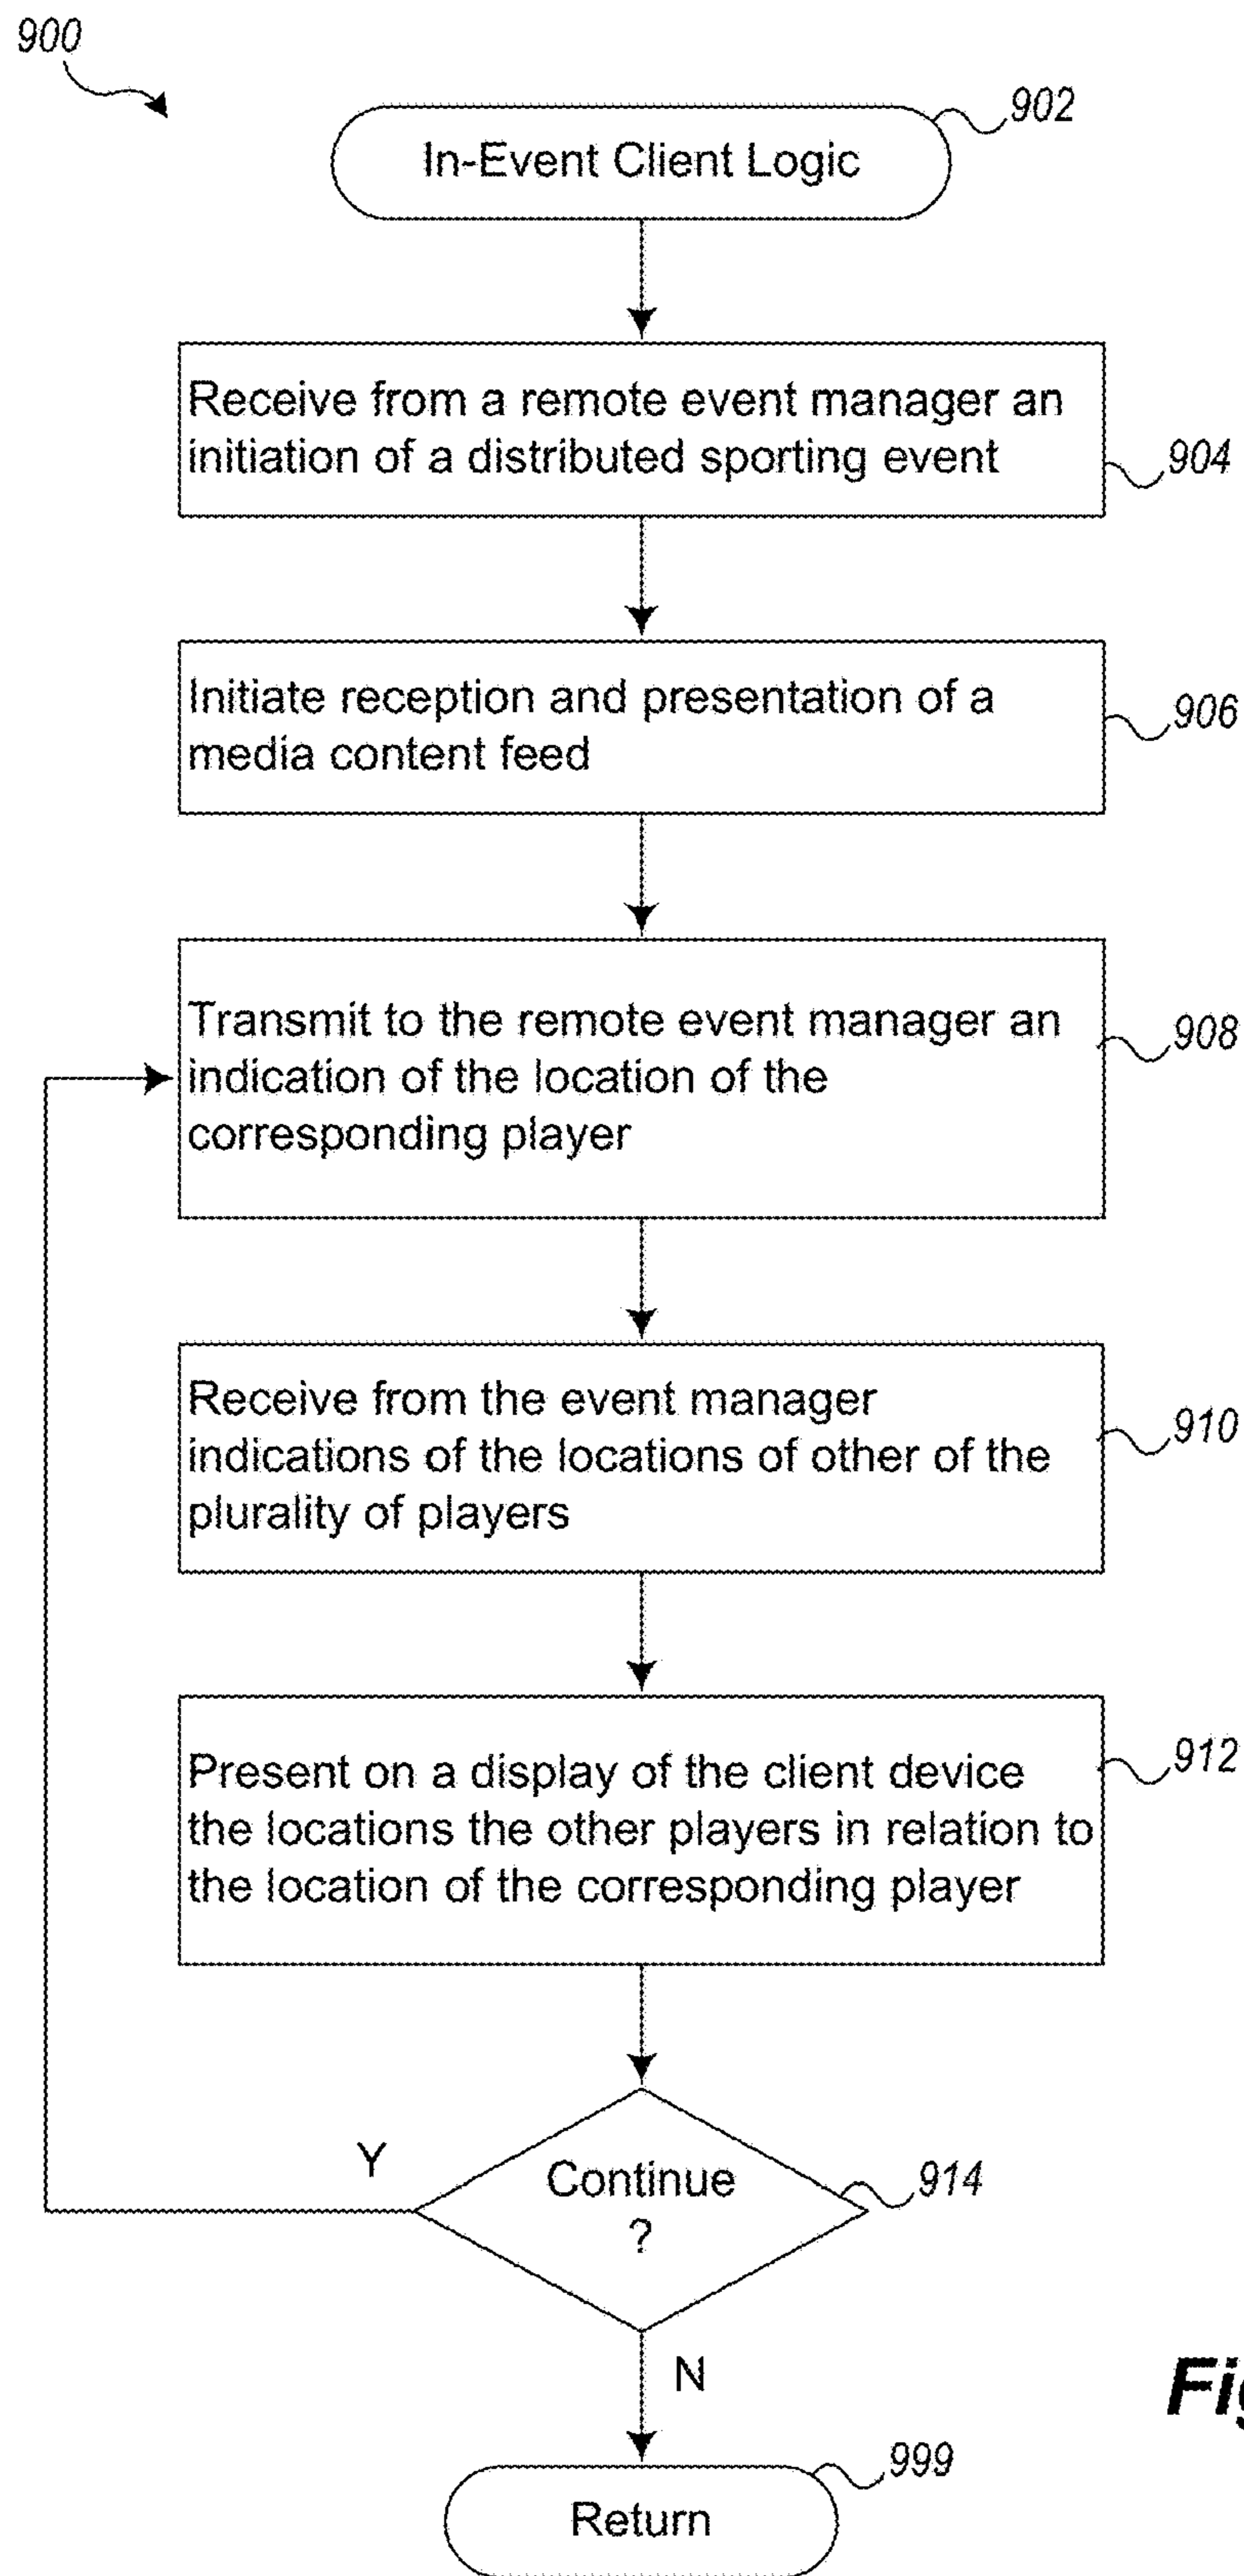 900
902
In-Event Client Logic
Receive from a remote event manager an
initiation of a distributed sporting event
904
Initiate reception and presentation of a
media content feed
906
Transmit to the remote event manager an
indication of the location of the
corresponding player
908
Receive from the event manager
indications of the locations of other of the
plurality of players
910
Present on a display of the client device
the locations the other players in relation to
the location of the corresponding player
912
Y
Continue
?
914
N
999
Return